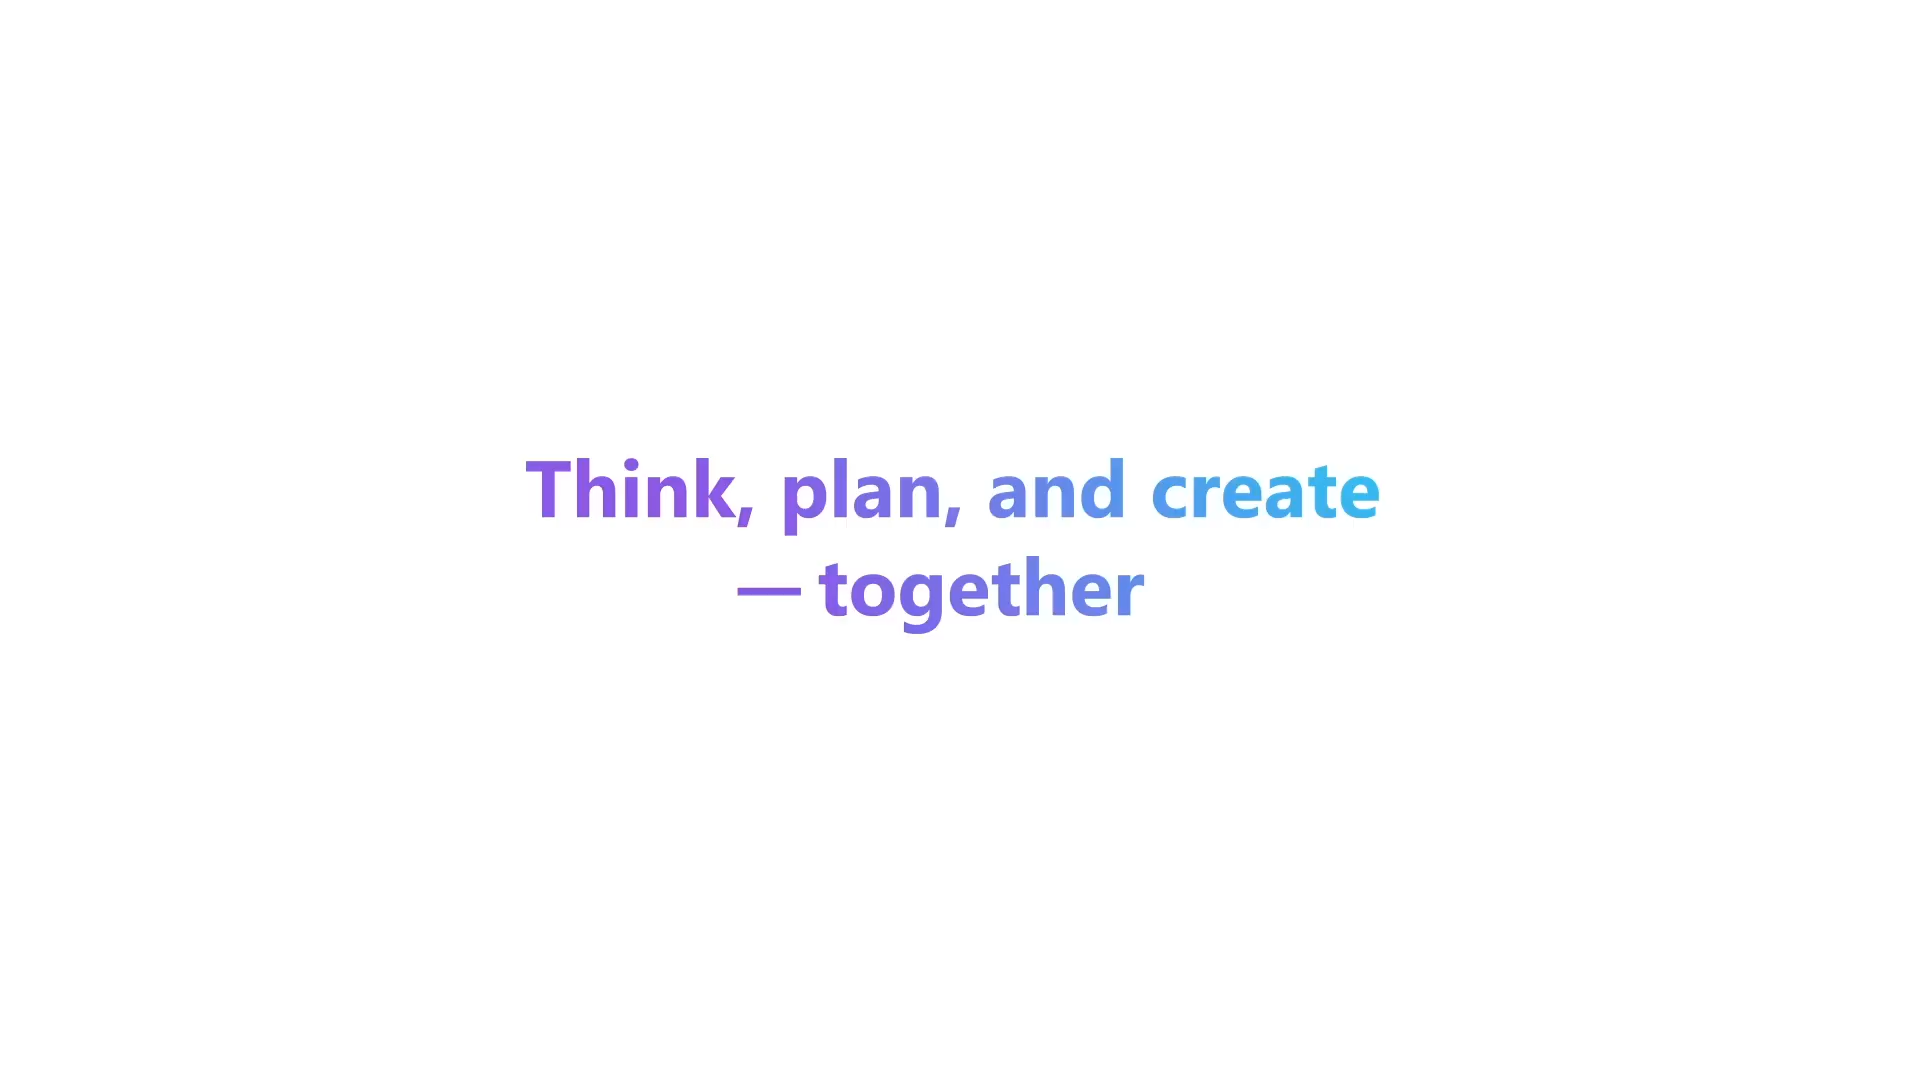 Think, plan, and create
— together